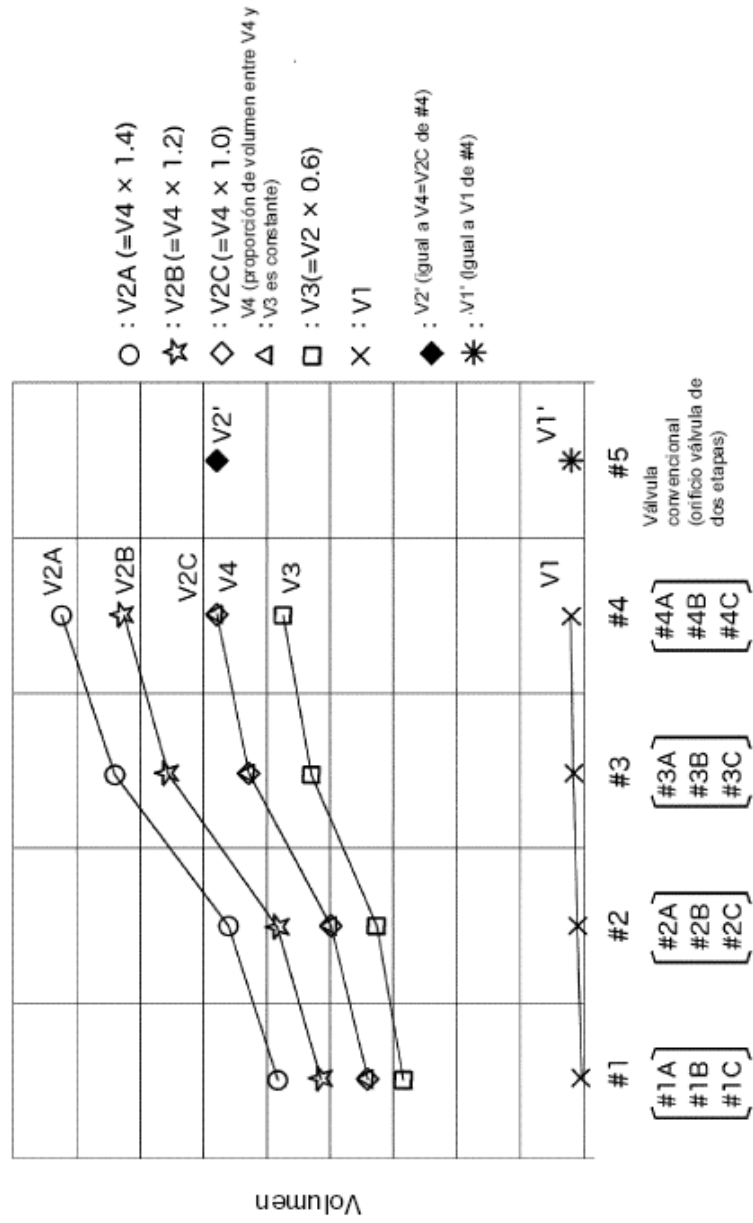 Volumen
V2A
V2B
V2C
V4
V3
V1
V2'
V1'
#1
#2
#3
#4
#5
#1A
#1B
#1C
#2A
#2B
#2C
#3A
#3B
#3C
#4A
#4B
#4C
Válvula
convencional
(orificio válvula de
dos etapas)
: V2A (=V4 × 1.4)
: V2B (=V4 × 1.2)
: V2C (=V4 × 1.0)
V4 (proporción de volumen entre V4 y
: V3 es constante)
: V3(=V2 × 0.6)
: V1
: V2' (igual a V4=V2C de #4)
: V1' (Igual a V1 de #4)